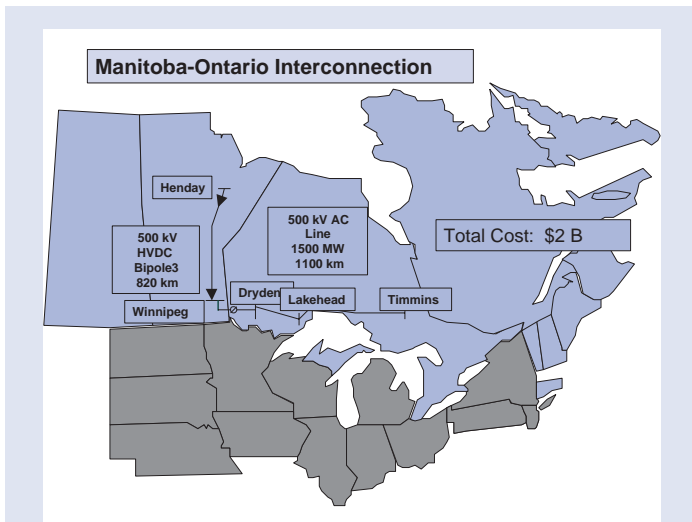 Manitoba-Ontario Interconnection
Henday
500 kV
HVDC
Bipole3
820 km
500 kV AC
Line
1500 MW
1100 km
Total Cost: $2 B
Dryden
Lakehead
Timmins
Winnipeg